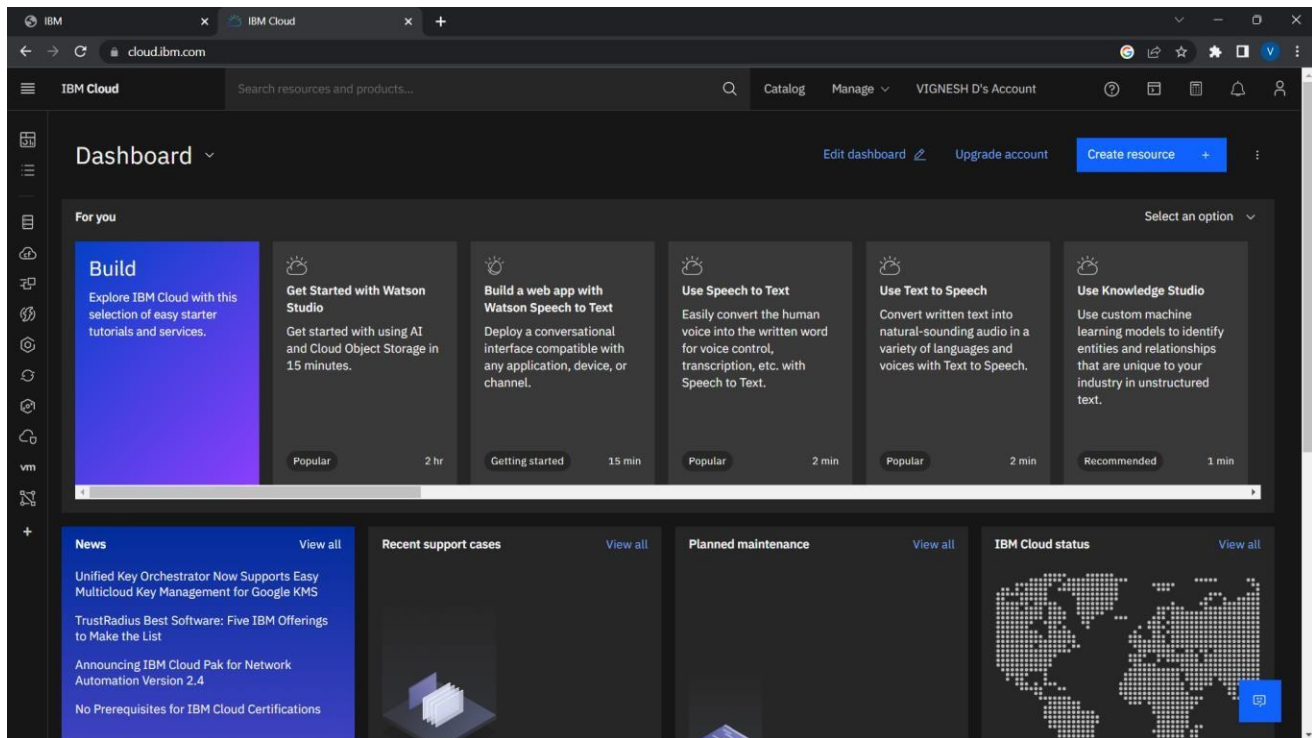 IBM
IBM Cloud
cloud.ibm.com
V
IBM Cloud
Search resources and products...
Catalog
Manage
VIGNESH D's Account
Dashboard
Edit dashboard
Upgrade account
Create resource +
For you
Select an option
Build
Explore IBM Cloud with this
selection of easy starter
tutorials and services.
Get Started with Watson
Studio
Get started with using AI
and Cloud Object Storage in
15 minutes.
Popular
2 hr
Build a web app with
Watson Speech to Text
Deploy a conversational
interface compatible with
any application, device, or
channel.
Getting started
15 min
Use Speech to Text
Easily convert the human
voice into the written word
for voice control,
transcription, etc. with
Speech to Text.
Popular
2 min
Use Text to Speech
Convert written text into
natural-sounding audio in a
variety of languages and
voices with Text to Speech.
Popular
2 min
Use Knowledge Studio
Use custom machine
learning models to identify
entities and relationships
that are unique to your
industry in unstructured
text.
Recommended
1 min
vm
News
View all
Unified Key Orchestrator Now Supports Easy
Multicloud Key Management for Google KMS
TrustRadius Best Software: Five IBM Offerings
to Make the List
Announcing IBM Cloud Pak for Network
Automation Version 2.4
No Prerequisites for IBM Cloud Certifications
Recent support cases
View all
Planned maintenance
View all
IBM Cloud status
View all